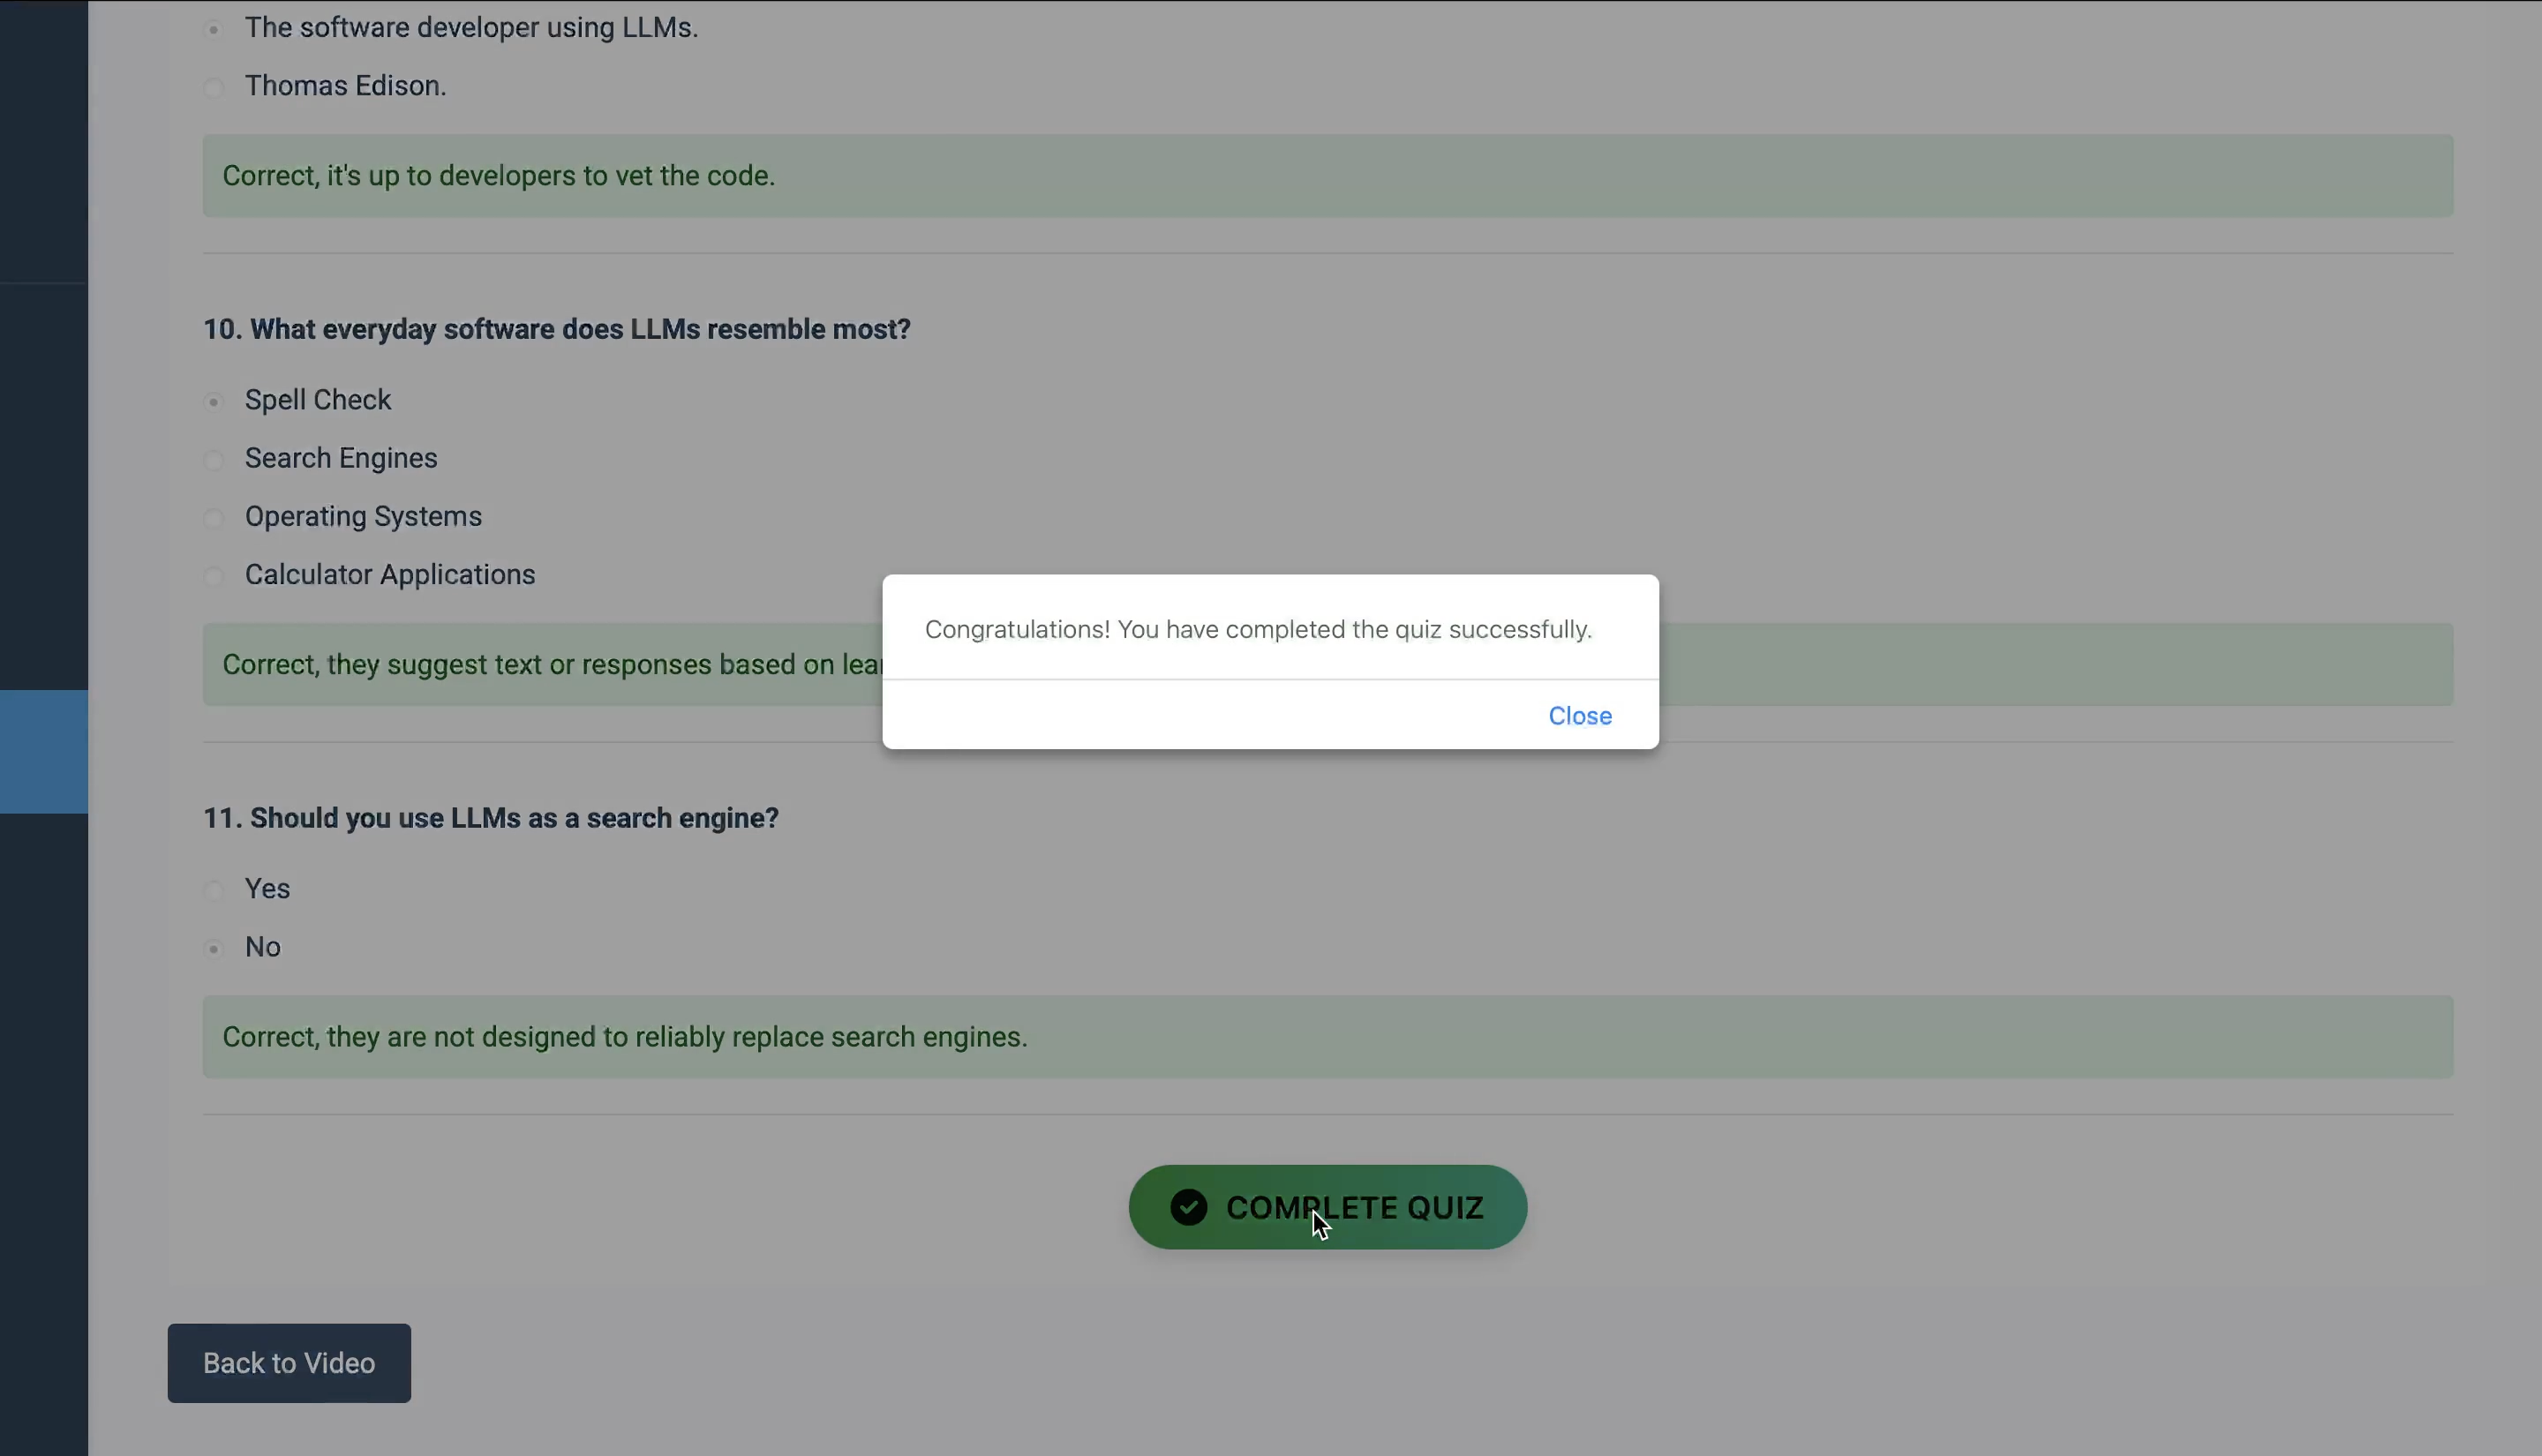 The software developer using LLMs.
Thomas Edison.
Correct, it's up to developers to vet the code.
10. What everyday software does LLMs resemble most?
Spell Check
Search Engines
Operating Systems
Calculator Applications
Correct, they suggest text or responses based on
Congratulations! You have completed the quiz successfully.
Close
11. Should you use LLMs as a search engine?
Yes
No
Correct, they are not designed to reliably replace search engines.
COMPLETE QUIZ
Back to Video